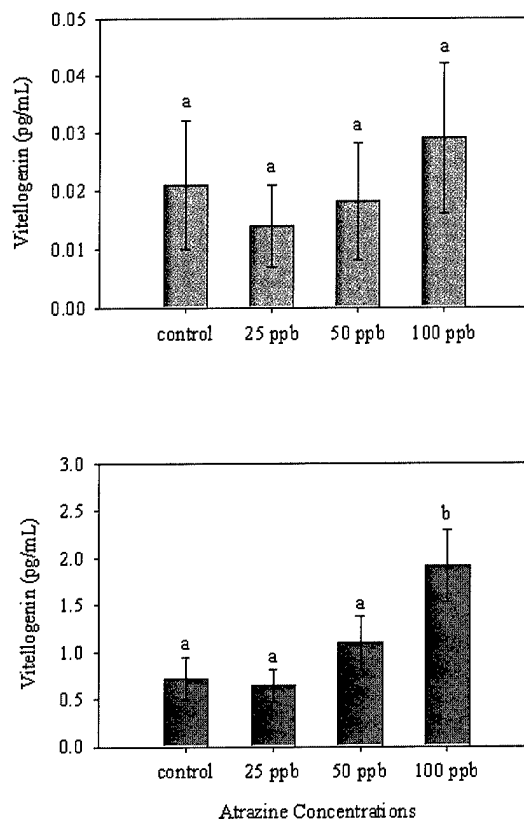 0.05
0.04
0.03
0.02
0.01
0.00
Vitellogenin (pg/mL)
a
a
a
a
control 25 ppb 50 ppb 100 ppb
3.0
2.5
2.0
1.5
1.0
0.5
0.0
Vitellogenin (pg/mL)
a
a
a
b
control 25 ppb 50 ppb 100 ppb
Atrazine Concentrations